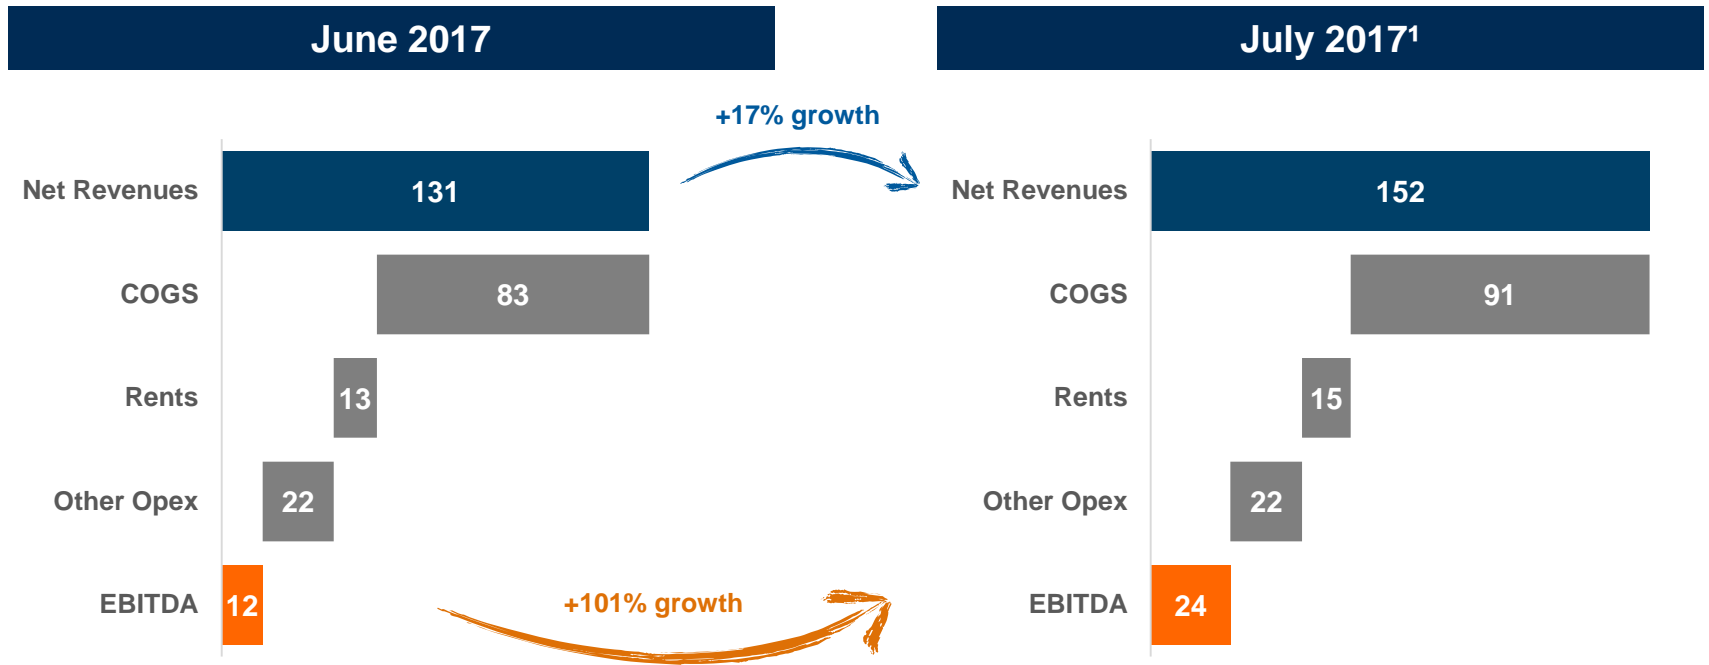 June 2017
July 2017¹
+17% growth
Net Revenues 131
COGS 83
Rents 13
Other Opex 22
EBITDA 12
Net Revenues 152
COGS 91
Rents 15
Other Opex 22
EBITDA 24
+101% growth